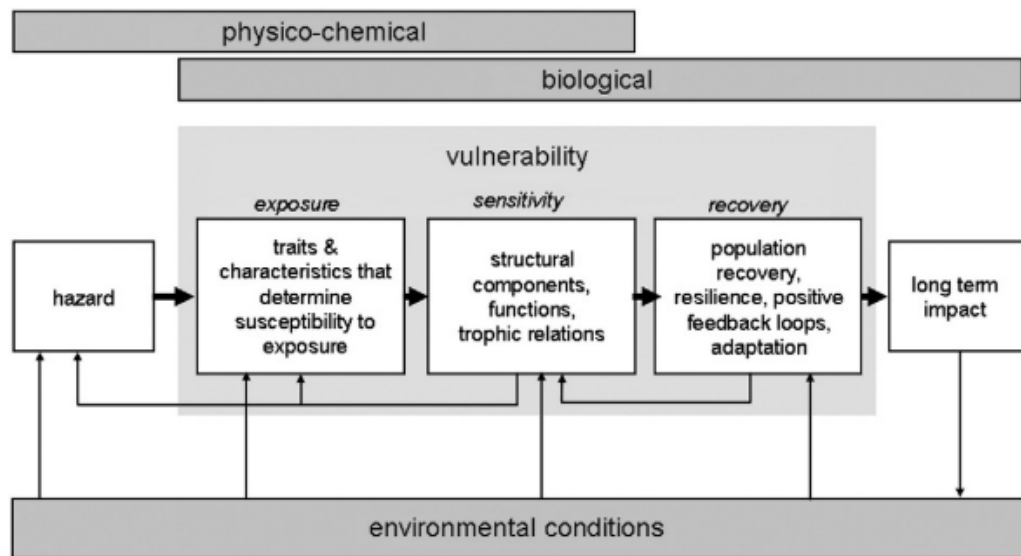 physico-chemical
biological
vulnerability
exposure
sensitivity
recovery
hazard
traits &
characteristics that
determine
susceptibility to
exposure
structural
components,
functions,
trophic relations
population
recovery,
resilience, positive
feedback loops,
adaptation
long term
impact
environmental conditions